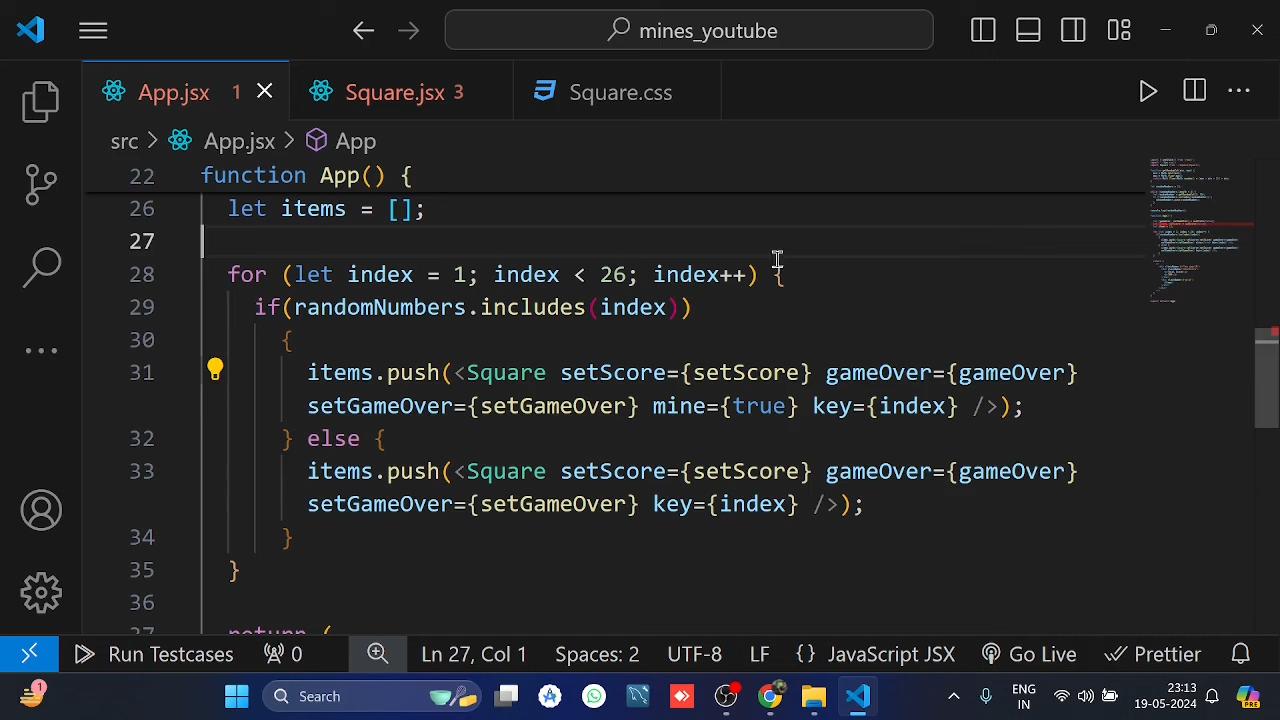 mines_youtube
App.jsx 1 Square.jsx 3 Square.css
src > App.jsx > App
22 function App() {
26 let items = [];
27
28 for (let index = 1; index < 26; index++) {
29 if(randomNumbers.includes(index))
30 {
31 items.push(<Square setScore={setScore} gameOver={gameOver}
setGameOver={setGameOver} mine={true} key={index} />);
32 } else {
33 items.push(<Square setScore={setScore} gameOver={gameOver}
setGameOver={setGameOver} key={index} />);
34 }
35 }
36
37 return (
Run Testcases 0 Ln 27, Col 1 Spaces: 2 UTF-8 LF {} JavaScript JSX Go Live Prettier
1 Search ENG 23:13
IN 19-05-2024 PRE